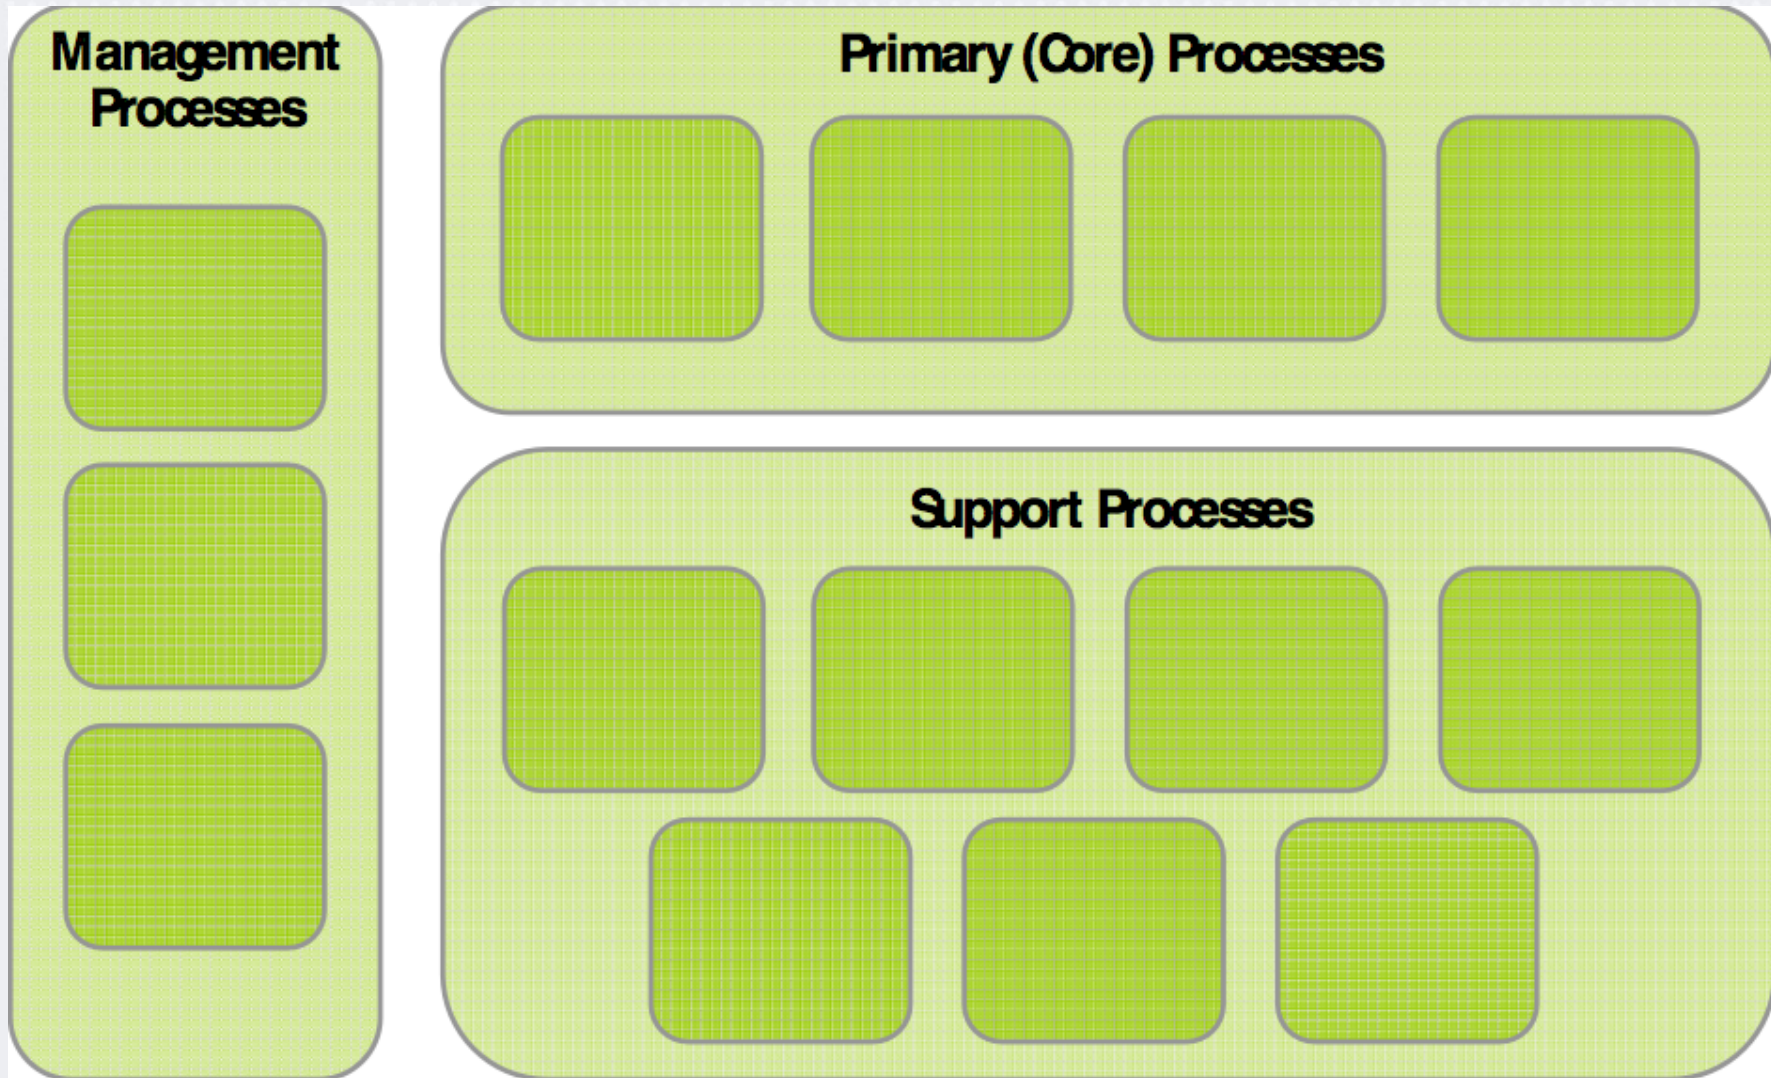 Management
Processes
Primary (Core) Processes
Support Processes